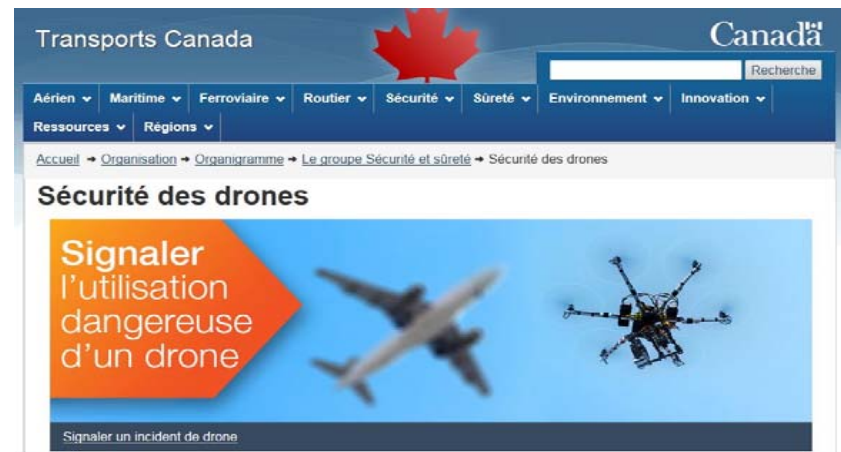 Transports Canada
Canada
Recherche
Aérien
Maritime
Ferroviaire
Routier
Sécurité
Sûreté
Environnement
Innovation
Ressources
Régions
Accueil → Organisation → Organigramme → Le groupe Sécurité et sûreté → Sécurité des drones
Sécurité des drones
Signaler
l'utilisation
dangereuse
d'un drone
Signaler un incident de drone